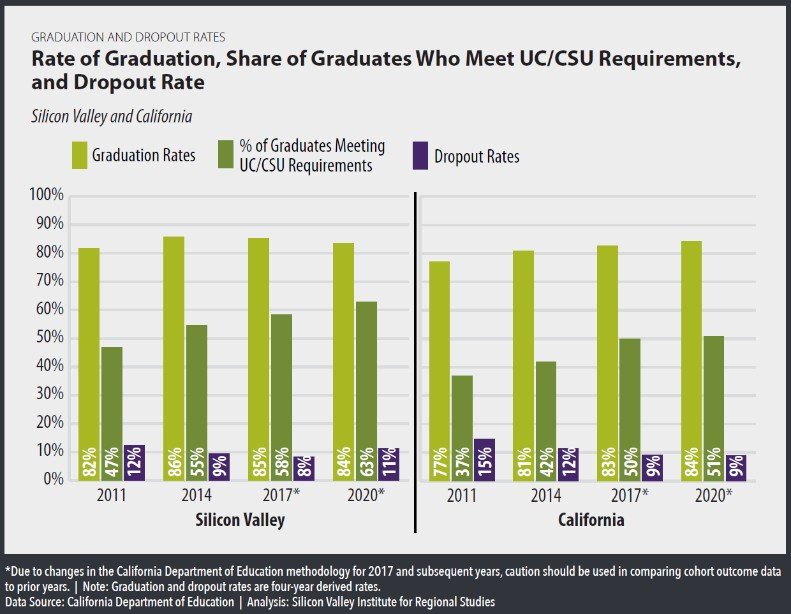 GRADUATION AND DROPOUT RATES
Rate of Graduation, Share of Graduates Who Meet UC/CSU Requirements,
and Dropout Rate
Silicon Valley and California
Graduation Rates
% of Graduates Meeting
UC/CSU Requirements
Dropout Rates
100%
90%
80%
70%
60%
50%
40%
30%
20%
10%
0%
82% 47% 12% 86% 55% 9% 85% 58% 8% 84% 63% 11% 77% 37% 15% 81% 42% 12% 83% 50% 9% 84% 51% 9%
2011 2014 2017* 2020* 2011 2014 2017* 2020*
Silicon Valley California
*Due to changes in the California Department of Education methodology for 2017 and subsequent years, caution should be used in comparing cohort outcome data
to prior years. | Note: Graduation and dropout rates are four-year derived rates.
Data Source: California Department of Education | Analysis: Silicon Valley Institute for Regional Studies